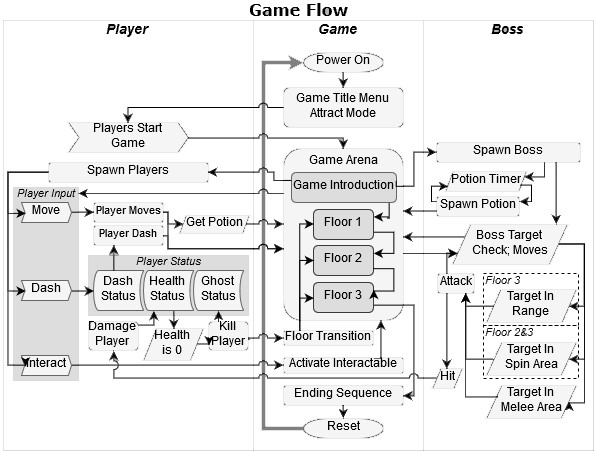 Game Flow
Player
Game
Boss
Power On
Game Title Menu
Attract Mode
Players Start
Game
Game Arena
Spawn Boss
Spawn Players
Game Introduction
Potion Timer
Spawn Potion
Player Input
Move
Player Moves
Get Potion
Player Dash
Floor 1
Boss Target
Check; Moves
Floor 2
Player Status
Dash
Dash
Status
Health
Status
Ghost
Status
Floor 3
Attack
Floor 3
Target In
Range
Damage
Player
Health
is 0
Kill
Player
Floor Transition
Floor 2&3
Target In
Spin Area
Interact
Activate Interactable
Hit
Ending Sequence
Target In
Melee Area
Reset